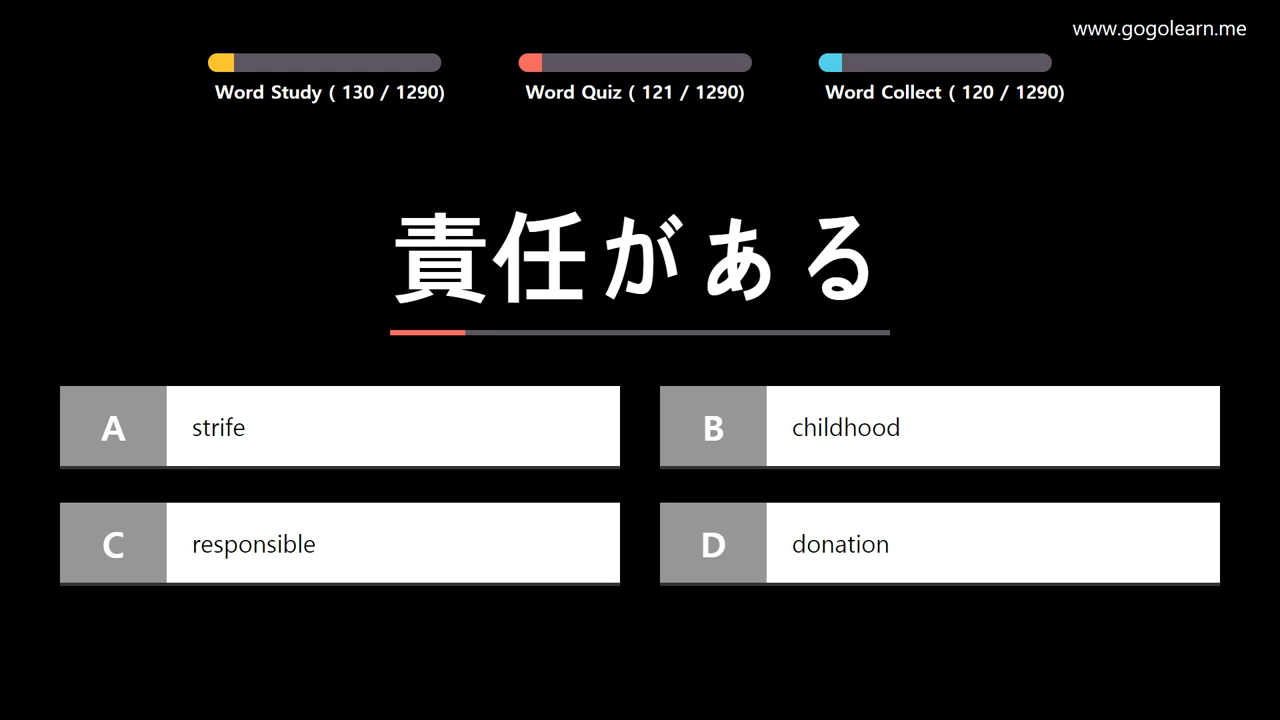 www.gogolearn.me
Word Study ( 130 / 1290)
Word Quiz ( 121 / 1290)
Word Collect ( 120 / 1290)
責任がある
A strife
B childhood
C responsible
D donation